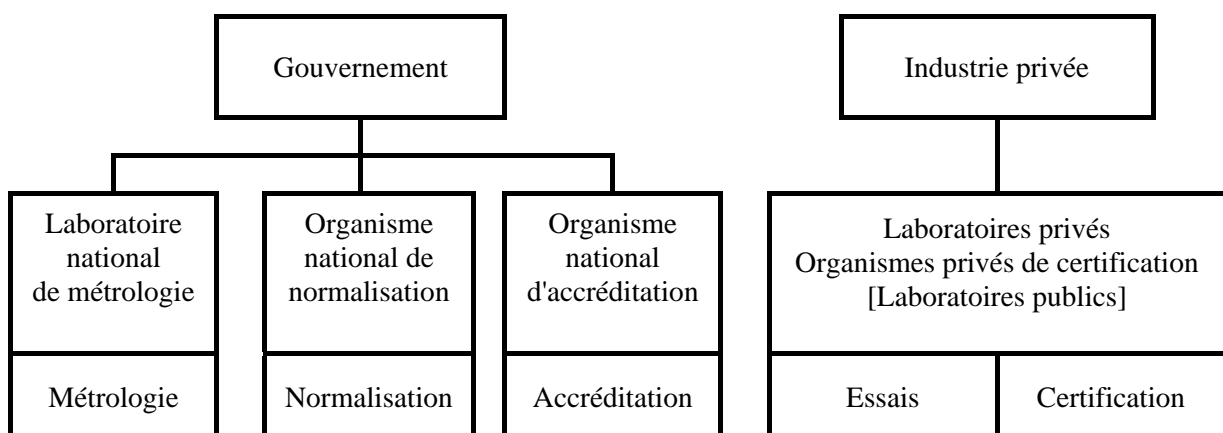 Gouvernement
Industrie privée
Laboratoire
national
de métrologie
Organisme
national de
normalisation
Organisme
national
d'accréditation
Laboratoires privés
Organismes privés de certification
[Laboratoires publics]
Métrologie
Normalisation
Accréditation
Essais
Certification